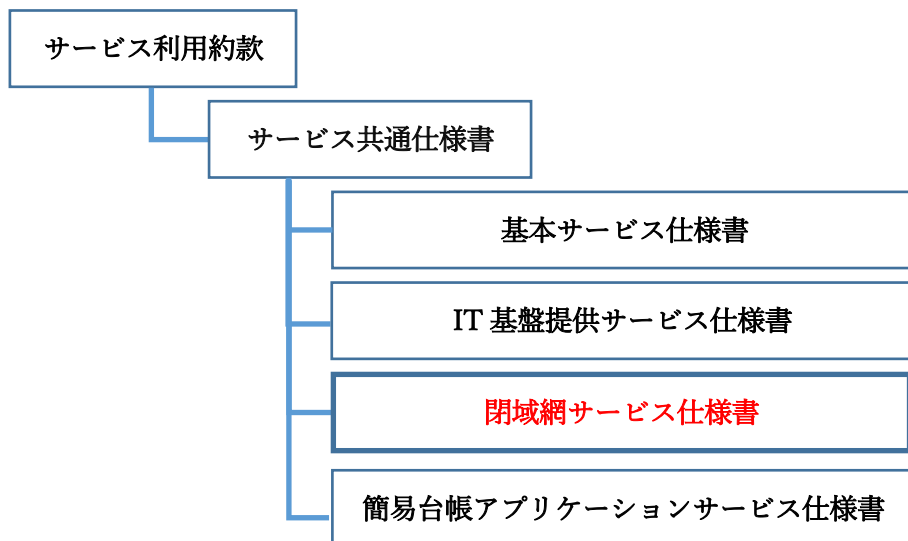 サービス利用約款
サービス共通仕様書
基本サービス仕様書
IT 基盤提供サービス仕様書
閉域網サービス仕様書
簡易台帳アプリケーションサービス仕様書